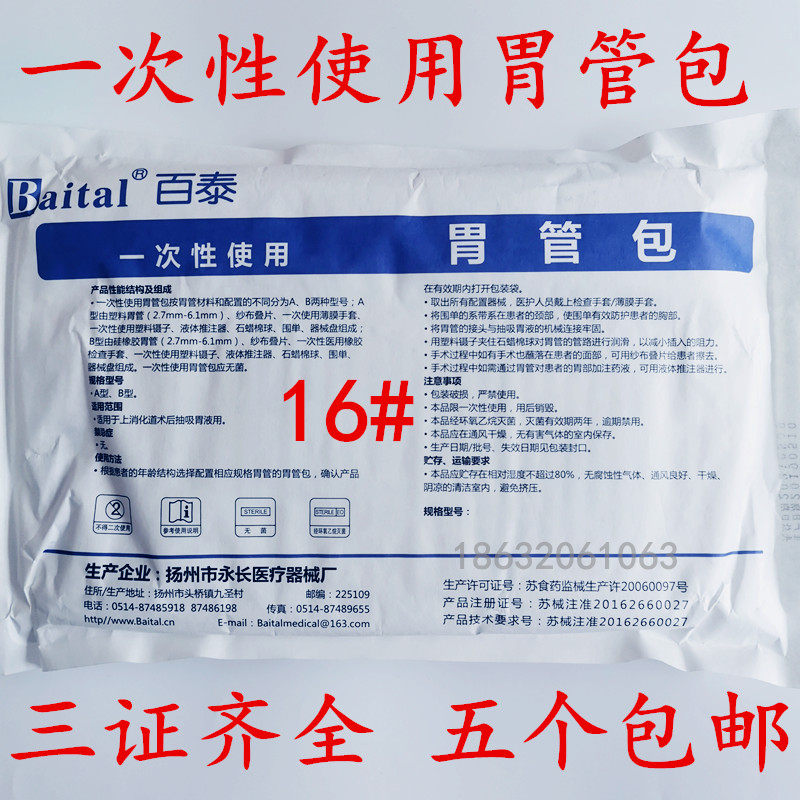 一次性使用胃管包
Baital® 百泰
一次性使用 胃管包
产品性能结构及组成
·一次性使用胃管包按胃管材料和配置的不同分为A、B两种型号；A
型由塑料胃管（2.7mm-6.1mm）、纱布叠片、一次使用薄膜手套、
一次性使用塑料镊子、液体推注器、石蜡棉球、围单、器械盘组成；
B型由硅橡胶胃管（2.7mm-6.1mm）、纱布叠片、一次性医用橡胶
检查手套、一次性使用塑料镊子、液体推注器、石蜡棉球、围单、
器械盘组成。一次性使用胃管包应无菌。
规格型号
·A型、B型。
适用范围
·适用于上消化道术后抽吸胃液用。
禁忌症
·无。
使用方法
·根据患者的年龄结构选择配置相应规格胃管的胃管包，确认产品
在有效期内打开包装袋。
·取出所有配置器械，医护人员戴上检查手套/薄膜手套。
·将围单的系带系在患者的颈部，使围单有效防护患者的胸部。
·将胃管的接头与抽吸胃液的机械连接牢固。
·用塑料镊子夹住石蜡棉球对胃管的管路进行润滑，以减小插入的阻力。
·手术过程中如有手术也蘸落在患者的面部，可用纱布叠片给患者擦去。
·手术过程中如需通过胃管对患者的胃部加注药液，可用液体推注器进行。
注意事项
·包装破损，严禁使用。
·本品限一次性使用，用后销毁。
·本品经环氧乙烷灭菌，灭菌有效期两年，逾期禁用。
·本品应在通风干燥，无有害气体的室内保存。
·生产日期/批号、失效日期见包装封口。
贮存、运输要求
·本品应贮存在相对湿度不超过80%，无腐蚀性气体、通风良好、干燥、
阴凉的清洁室内，避免挤压。
规格型号：
16#
2
不得二次使用
参考使用说明
STERILE
无菌
STERILE EO
经环氧乙烷灭菌
18632061063
生产企业：扬州市永长医疗器械厂
住所/生产地址：扬州市头桥镇九圣村 邮编：225109
电话：0514-87485918 87486198 传真：0514-87489655
http//www.Baital.cn E-mail：Baitalmedical@163.com
生产许可证号：苏食药监械生产许20060097号
产品注册证号：苏械注准20162660027
产品技术要求号：苏械注准20162660027
三证齐全 五个包邮